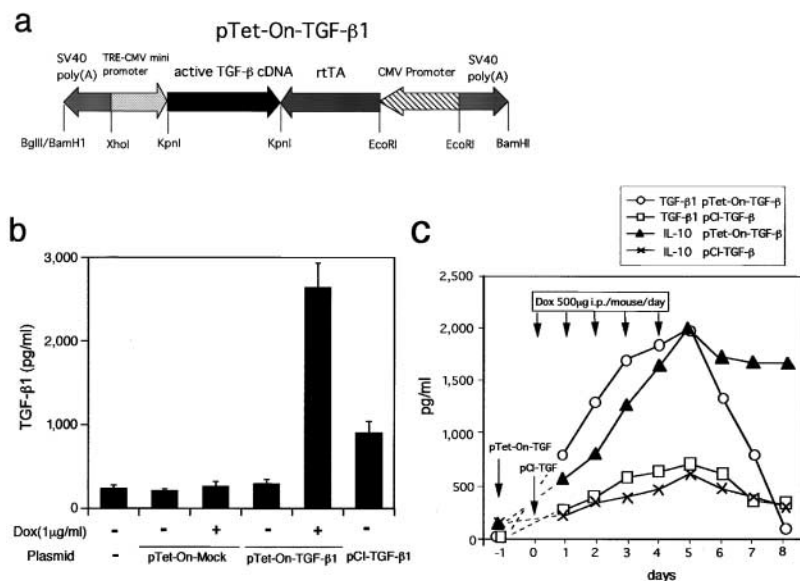 a
pTet-On-TGF-β1
SV40 poly(A)
TRE-CMV mini promoter
active TGF-β cDNA
rtTA
CMV Promoter
SV40 poly(A)
BglII/BamH1
XhoI
KpnI
KpnI
EcoRI
EcoRI
BamHI
b
TGF-β1 (pg/ml)
3,000
2,000
1,000
0
Dox(1μg/ml) - - + - + -
Plasmid - pTet-On-Mock pTet-On-TGF-β1 pCI-TGF-β1
c
TGF-β1 pTet-On-TGF-β
TGF-β1 pCI-TGF-β
IL-10 pTet-On-TGF-β
IL-10 pCI-TGF-β
pg/ml
2,500
2,000
1,500
1,000
500
0
Dox 500μg i.p./mouse/day
pTet-On-TGF
pCI-TGF
-1 0 1 2 3 4 5 6 7 8
days